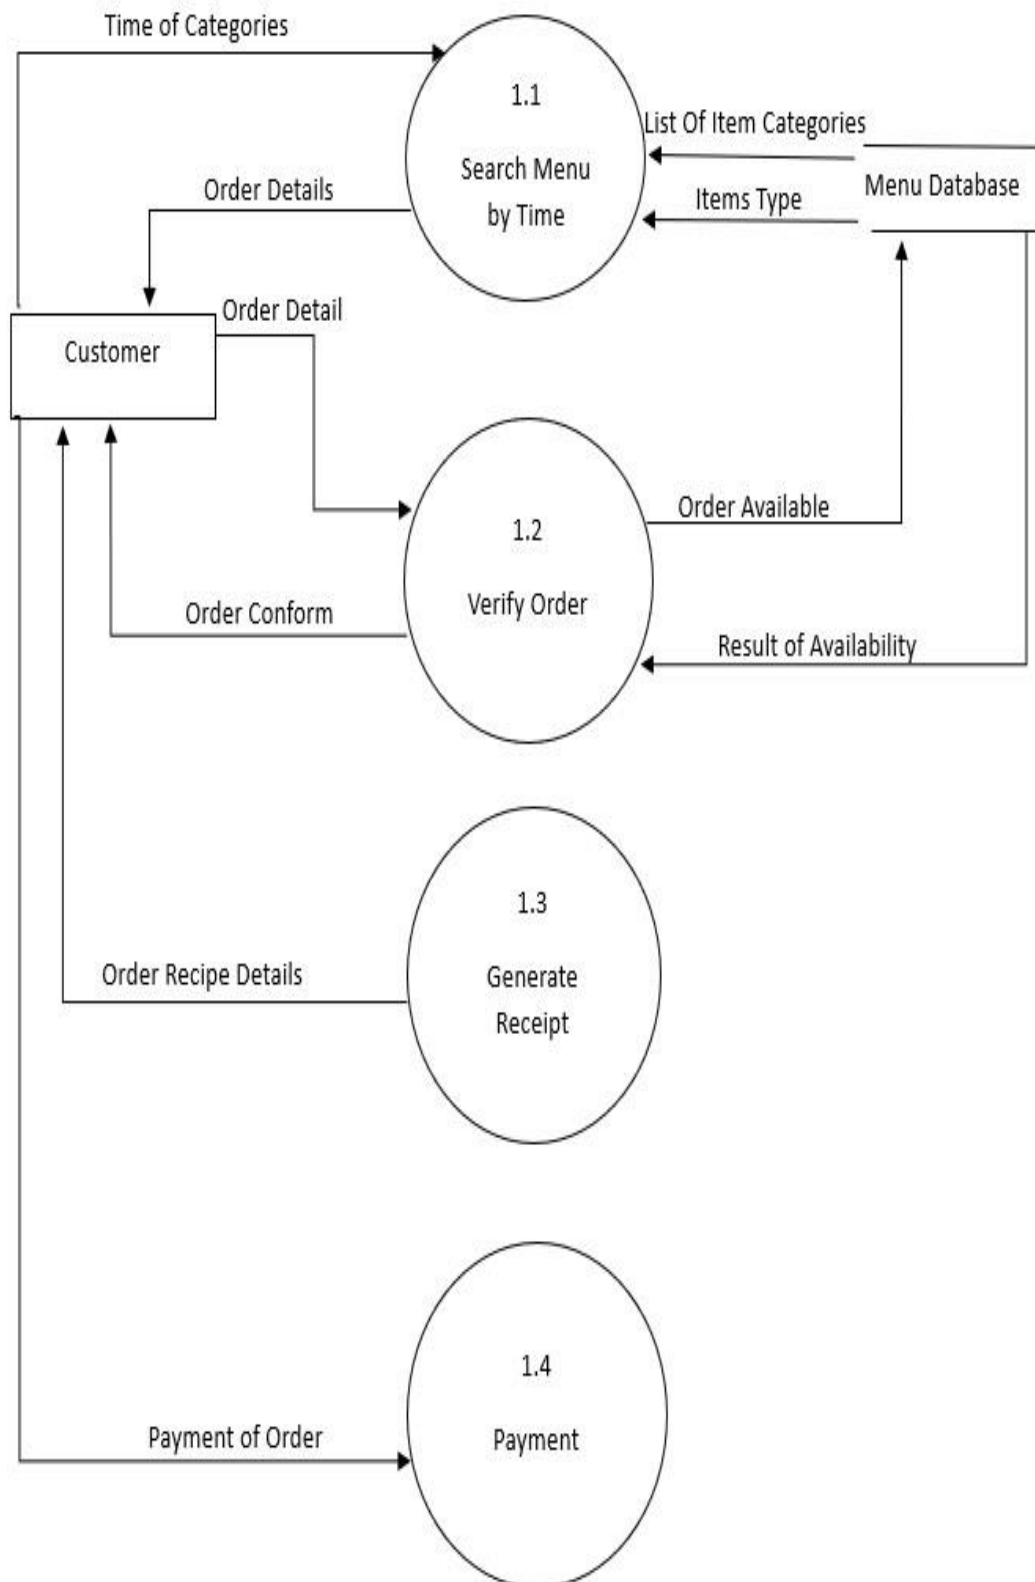 Time of Categories
1.1
Search Menu
by Time
List Of Item Categories
Items Type
Menu Database
Order Details
Order Detail
Customer
1.2
Verify Order
Order Available
Order Conform
Result of Availability
1.3
Generate
Receipt
Order Recipe Details
1.4
Payment
Payment of Order